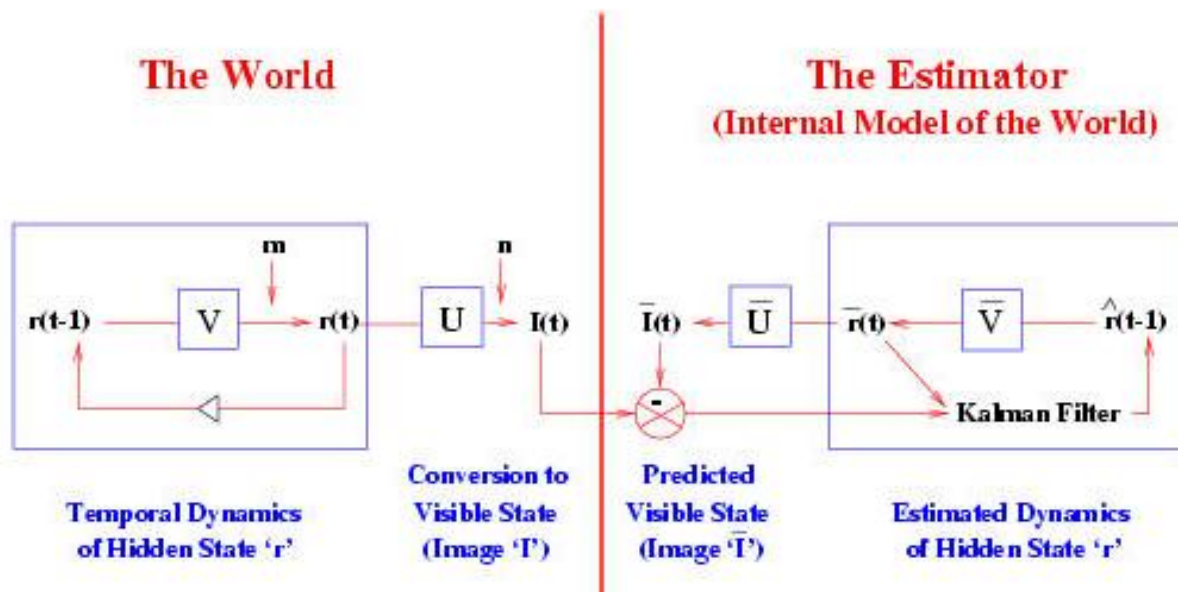 The World
The Estimator
(Internal Model of the World)
m
n
r(t-1)
V
r(t)
U
I(t)
I̅(t)
U̅
r̅(t)
V̅
r̂(t-1)
-
Kalman Filter
Temporal Dynamics
of Hidden State ‘r’
Conversion to
Visible State
(Image ‘I’)
Predicted
Visible State
(Image ‘I̅’)
Estimated Dynamics
of Hidden State ‘r’